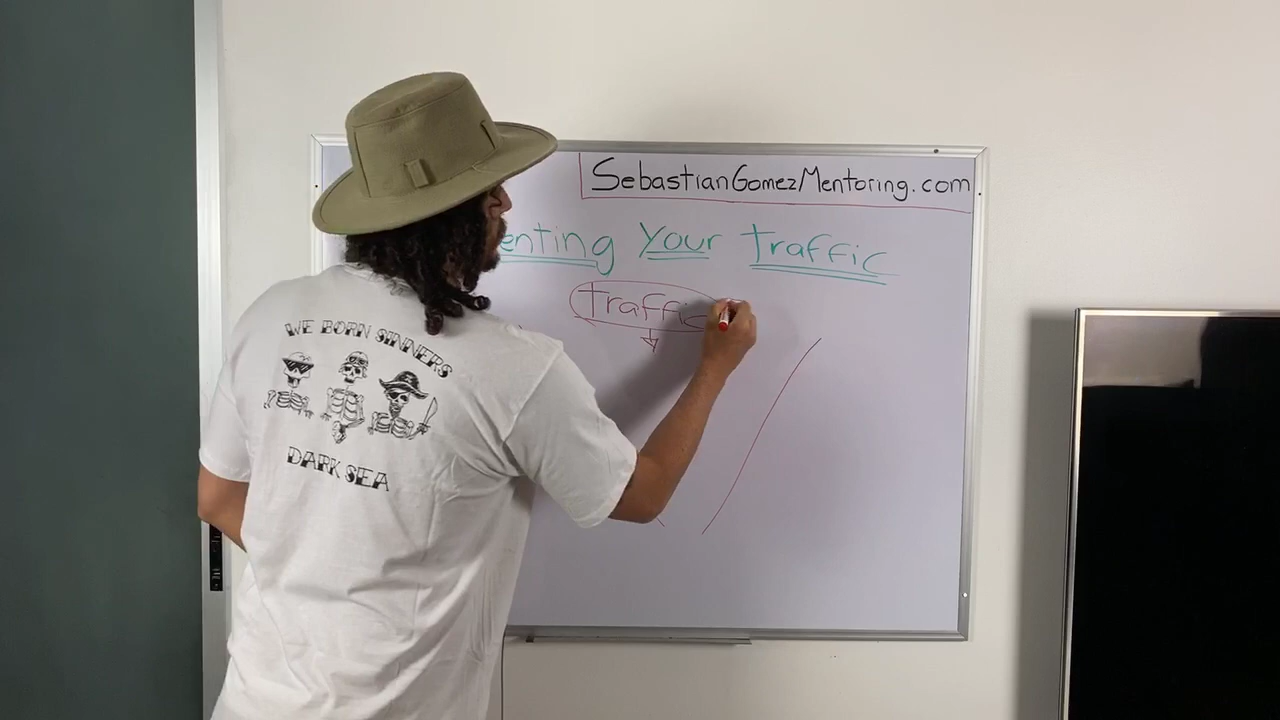 SebastianGomezMentoring.com
enting Your Traffic
Traffic
WE BORN SINNERS
DARK SEA